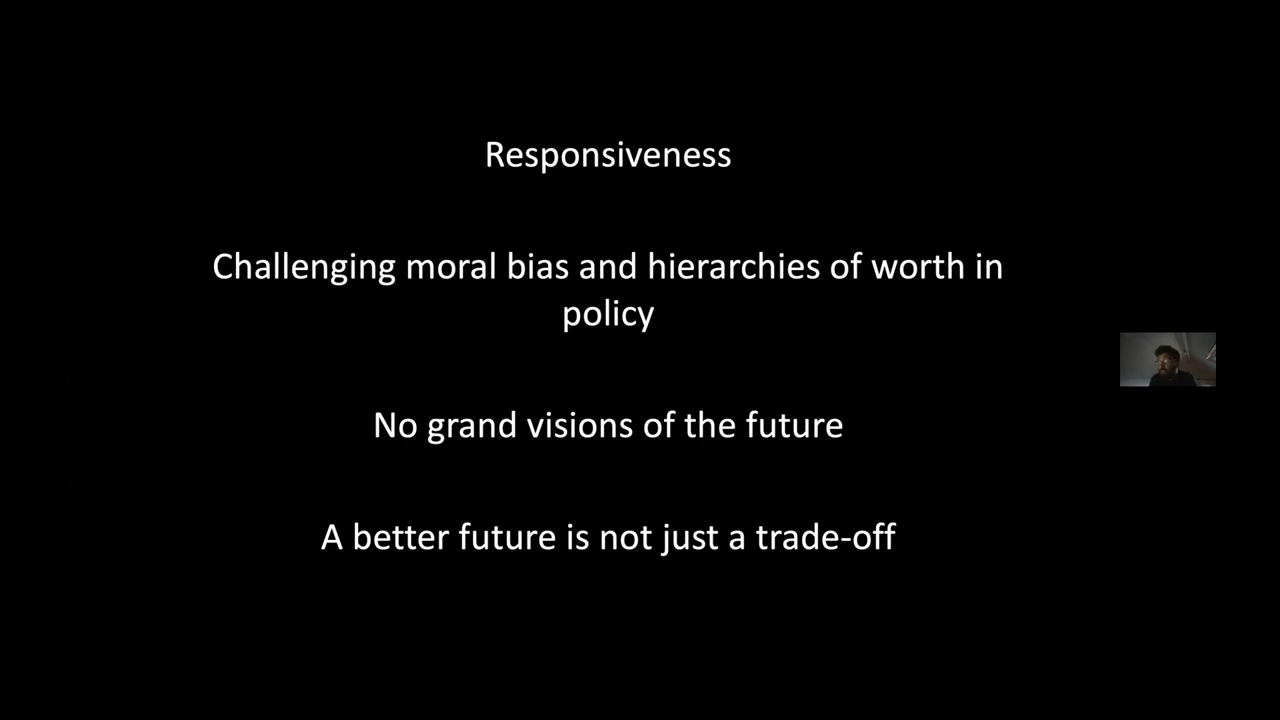 Responsiveness
Challenging moral bias and hierarchies of worth in
policy
No grand visions of the future
A better future is not just a trade-off